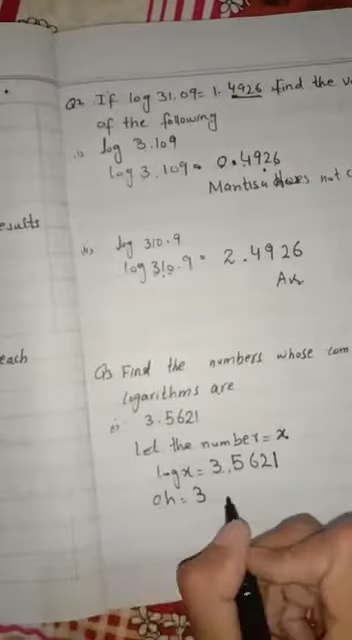 Q2 If log 31.09 = 1.4926, find the v
of the following
i) log 3.109
log 3.109 = 0.4926
Mantisa does not c
ii) log 310.9
log 310.9 = 2.4926
Ans.
esults
each
Q3 Find the numbers whose com
logarithms are
i) 3.5621
Let the number = x
log x = 3.5621
ch = 3